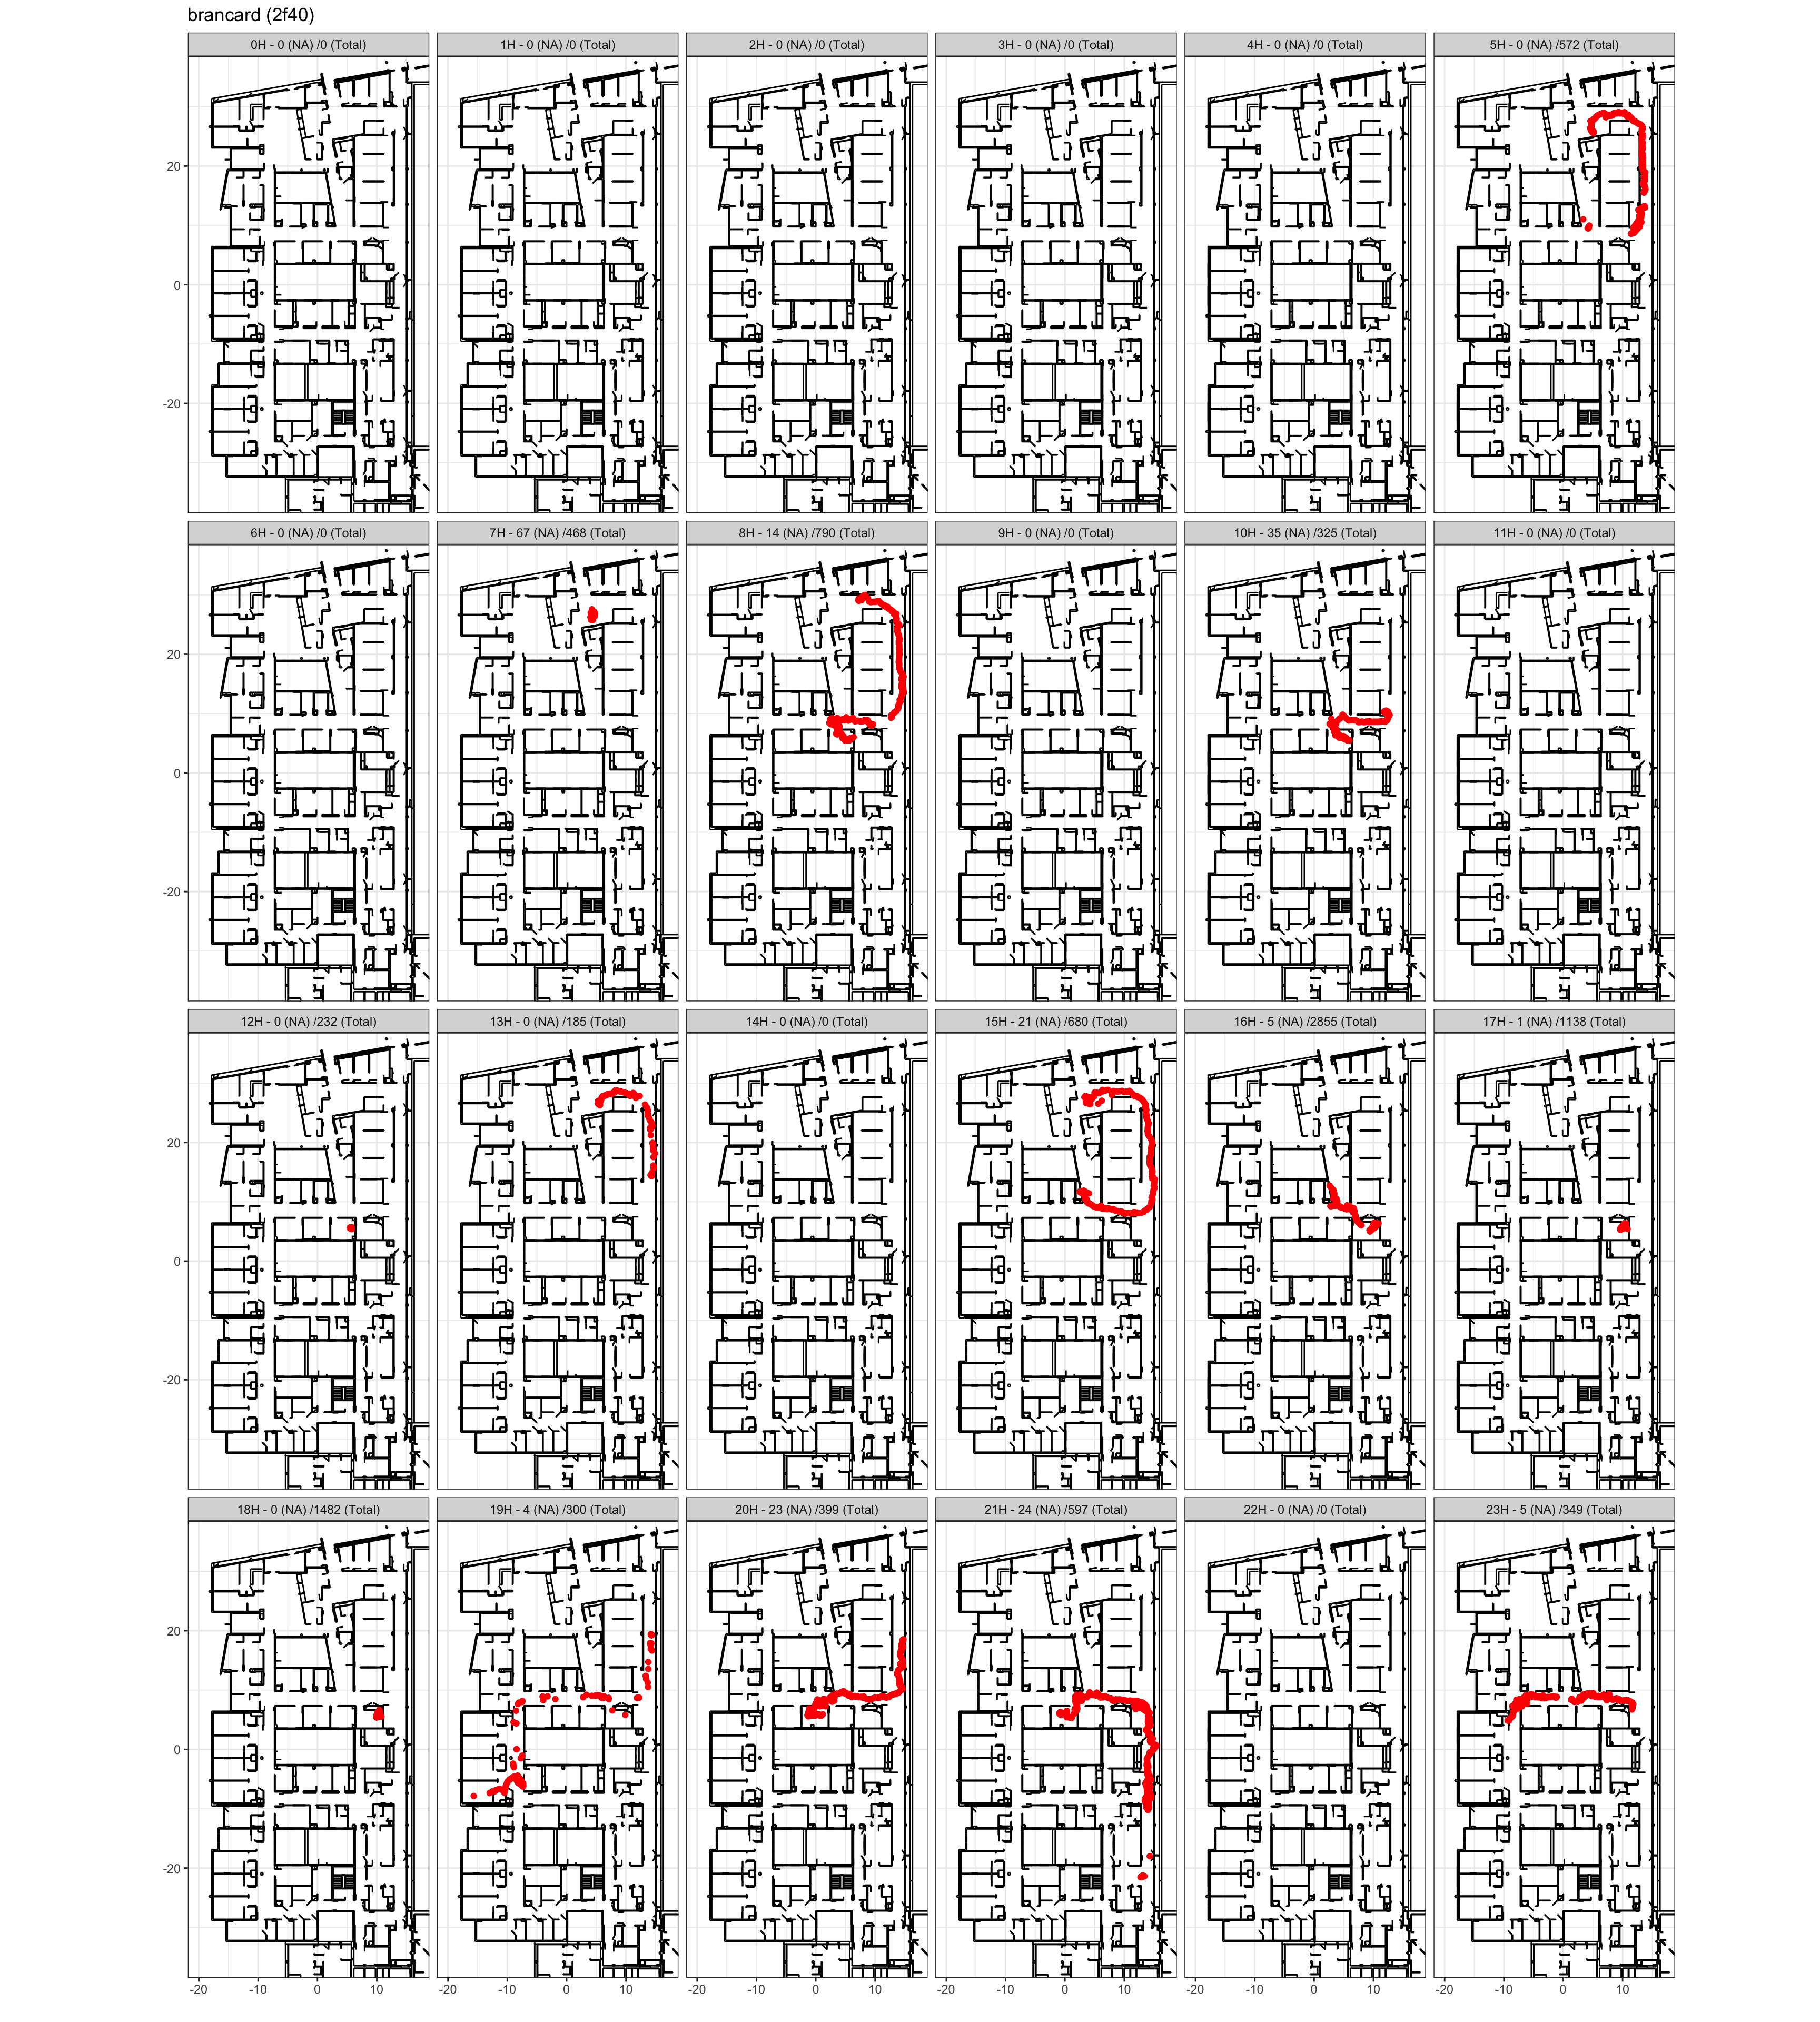 brancard (2f40)
0H - 0 (NA) /0 (Total) 1H - 0 (NA) /0 (Total) 2H - 0 (NA) /0 (Total) 3H - 0 (NA) /0 (Total) 4H - 0 (NA) /0 (Total) 5H - 0 (NA) /572 (Total)
20
0
-20
6H - 0 (NA) /0 (Total) 7H - 67 (NA) /468 (Total) 8H - 14 (NA) /790 (Total) 9H - 0 (NA) /0 (Total) 10H - 35 (NA) /325 (Total) 11H - 0 (NA) /0 (Total)
20
0
-20
12H - 0 (NA) /232 (Total) 13H - 0 (NA) /185 (Total) 14H - 0 (NA) /0 (Total) 15H - 21 (NA) /680 (Total) 16H - 5 (NA) /2855 (Total) 17H - 1 (NA) /1138 (Total)
20
0
-20
18H - 0 (NA) /1482 (Total) 19H - 4 (NA) /300 (Total) 20H - 23 (NA) /399 (Total) 21H - 24 (NA) /597 (Total) 22H - 0 (NA) /0 (Total) 23H - 5 (NA) /349 (Total)
20
0
-20
-20 -10 0 10 -20 -10 0 10 -20 -10 0 10 -20 -10 0 10 -20 -10 0 10 -20 -10 0 10